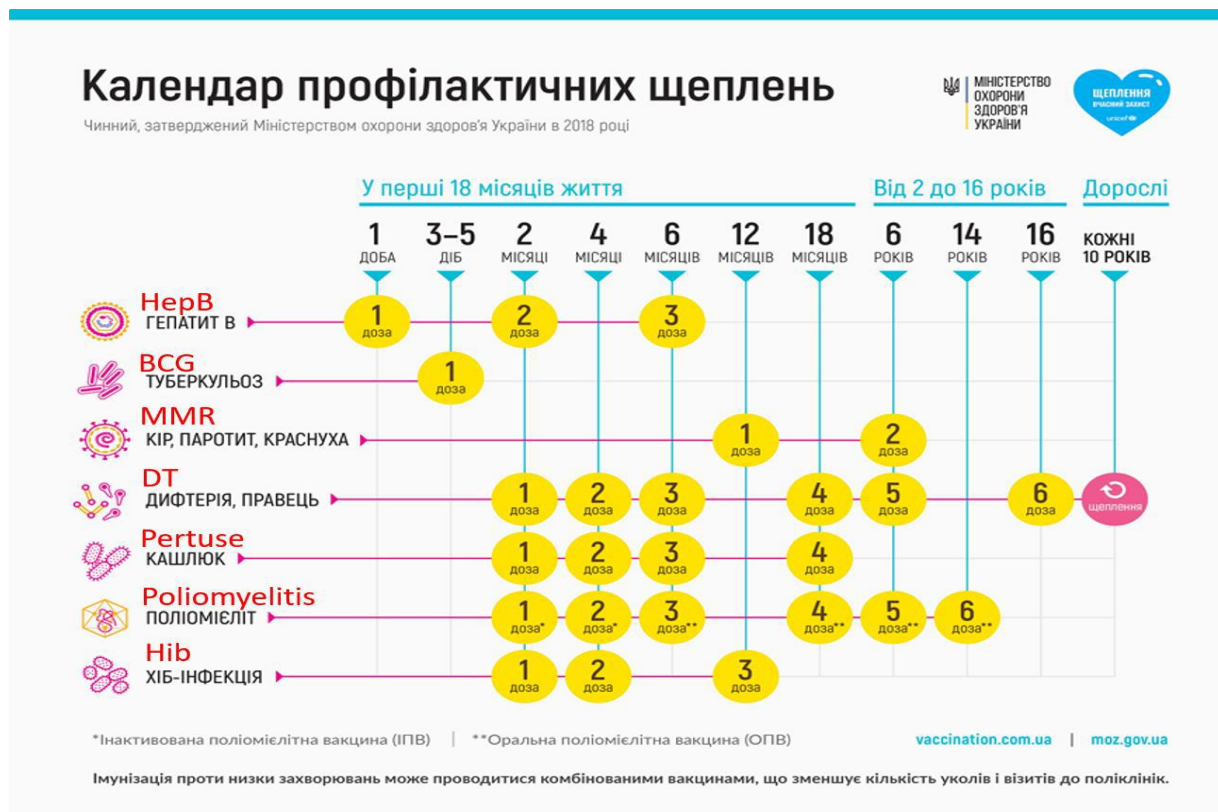 Календар профілактичних щеплень
Чинний, затверджений Міністерством охорони здоров'я України в 2018 році
МІНІСТЕРСТВО
ОХОРОНИ
ЗДОРОВ'Я
УКРАЇНИ
ЩЕПЛЕННЯ
ВЧАСНИЙ ЗАХИСТ
unicef
У перші 18 місяців життя
Від 2 до 16 років
Дорослі
1 3–5 2 4 6 12 18 6 14 16 КОЖНІ
ДОБА ДІБ МІСЯЦІ МІСЯЦІ МІСЯЦІВ МІСЯЦІВ МІСЯЦІВ РОКІВ РОКІВ РОКІВ 10 РОКІВ
HepB
ГЕПАТИТ В
1 2 3
доза доза доза
BCG
ТУБЕРКУЛЬОЗ
1
доза
MMR
КІР, ПАРОТИТ, КРАСНУХА
1 2
доза доза
DT
ДИФТЕРІЯ, ПРАВЕЦЬ
1 2 3 4 5 6
доза доза доза доза доза доза щеплення
Pertuse
КАШЛЮК
1 2 3 4
доза доза доза доза
Poliomyelitis
ПОЛІОМІЄЛІТ
1 2 3 4 5 6
доза* доза* доза** доза** доза** доза**
Hib
ХІБ-ІНФЕКЦІЯ
1 2 3
доза доза доза
*Інактивована поліомієлітна вакцина (ІПВ) | **Оральна поліомієлітна вакцина (ОПВ)
vaccination.com.ua | moz.gov.ua
Імунізація проти низки захворювань може проводитися комбінованими вакцинами, що зменшує кількість уколів і візитів до поліклінік.